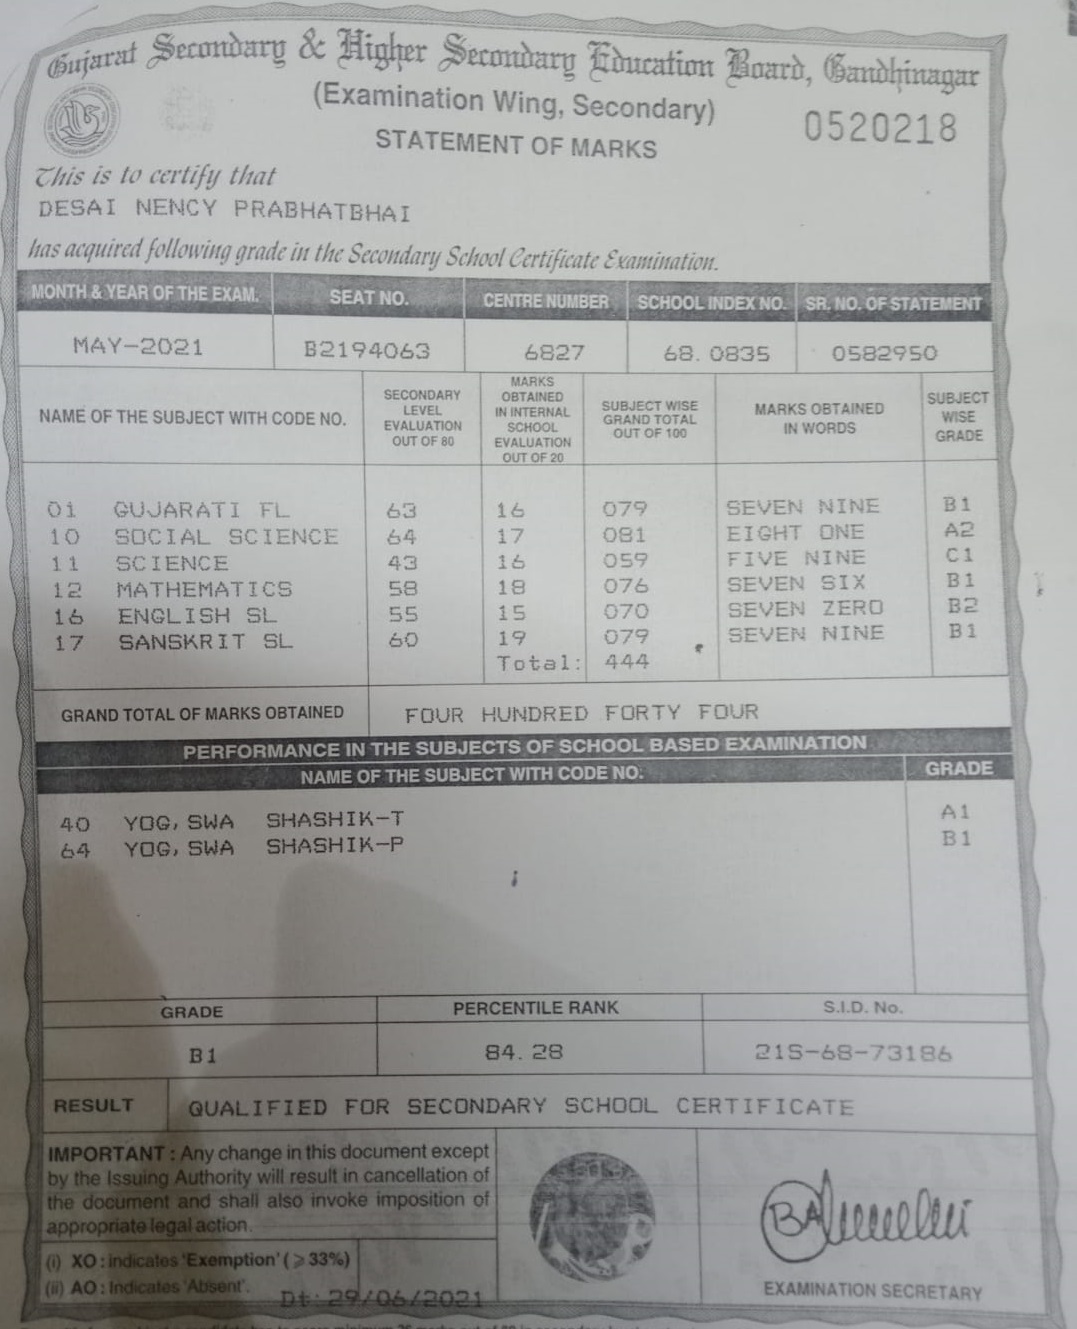 Gujarat Secondary & Higher Secondary Education Board, Gandhinagar
(Examination Wing, Secondary)
0520218
STATEMENT OF MARKS
This is to certify that
DESAI NENCY PRABHATBHAI
has acquired following grade in the Secondary School Certificate Examination.
MONTH & YEAR OF THE EXAM. SEAT NO. CENTRE NUMBER SCHOOL INDEX NO. SR. NO. OF STATEMENT
MAY-2021 B2194063 6827 68.0835 0582950
NAME OF THE SUBJECT WITH CODE NO.
SECONDARY
LEVEL
EVALUATION
OUT OF 80
MARKS
OBTAINED
IN INTERNAL
SCHOOL
EVALUATION
OUT OF 20
SUBJECT WISE
GRAND TOTAL
OUT OF 100
MARKS OBTAINED
IN WORDS
SUBJECT
WISE
GRADE
01 GUJARATI FL 63 16 079 SEVEN NINE B1
10 SOCIAL SCIENCE 64 17 081 EIGHT ONE A2
11 SCIENCE 43 16 059 FIVE NINE C1
12 MATHEMATICS 58 18 076 SEVEN SIX B1
16 ENGLISH SL 55 15 070 SEVEN ZERO B2
17 SANSKRIT SL 60 19 079 SEVEN NINE B1
Total: 444
GRAND TOTAL OF MARKS OBTAINED FOUR HUNDRED FORTY FOUR
PERFORMANCE IN THE SUBJECTS OF SCHOOL BASED EXAMINATION
NAME OF THE SUBJECT WITH CODE NO. GRADE
40 YOG, SWA SHASHIK-T A1
64 YOG, SWA SHASHIK-P B1
GRADE PERCENTILE RANK S.I.D. No.
B1 84.28 21S-68-73186
RESULT QUALIFIED FOR SECONDARY SCHOOL CERTIFICATE
IMPORTANT : Any change in this document except
by the Issuing Authority will result in cancellation of
the document and shall also invoke imposition of
appropriate legal action.
(i) XO : indicates 'Exemption' (≥33%)
(ii) AO : Indicates 'Absent'.
Dt: 29/06/2021
EXAMINATION SECRETARY